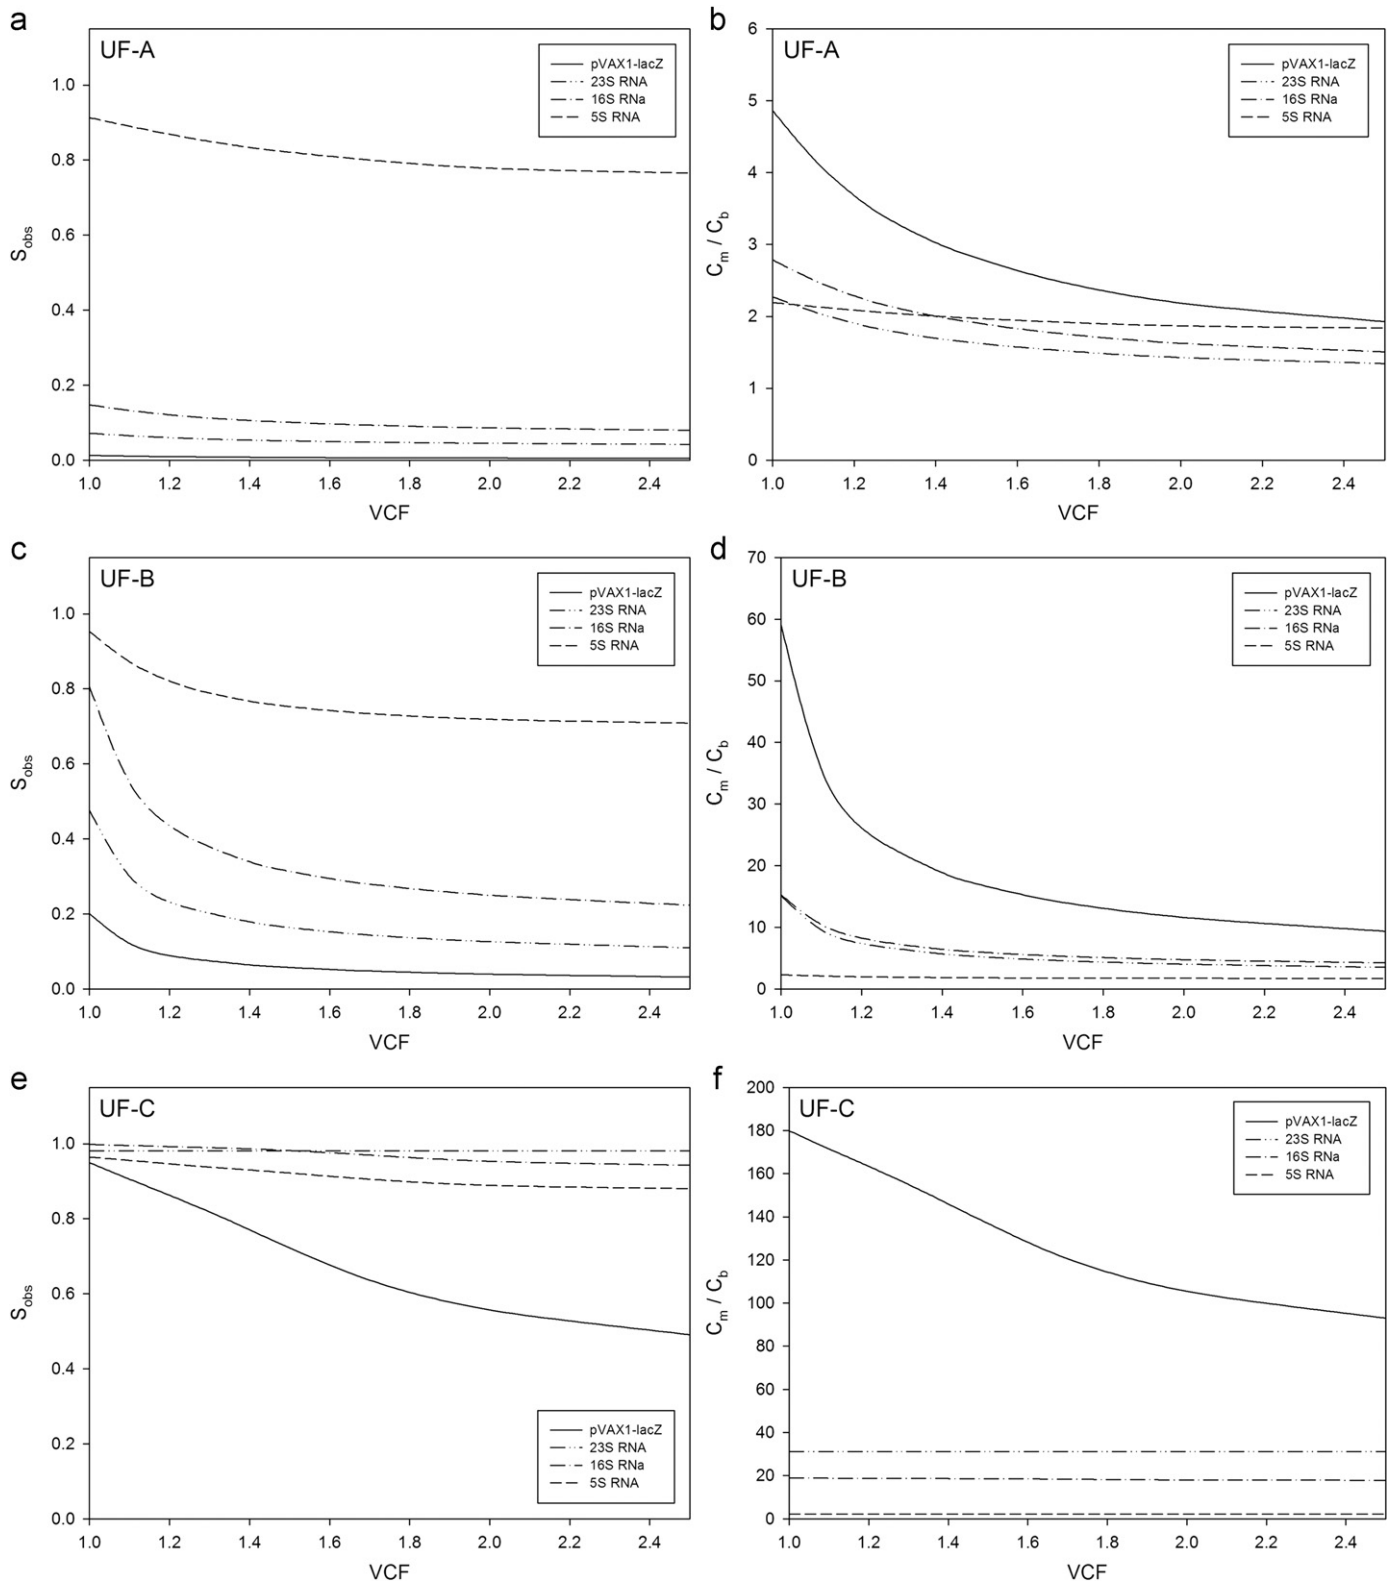 a
UF-A
pVAX1-lacZ
23S RNA
16S RNa
5S RNA
1.0
0.8
0.6
0.4
0.2
0.0
S_obs
1.0 1.2 1.4 1.6 1.8 2.0 2.2 2.4
VCF
b
UF-A
pVAX1-lacZ
23S RNA
16S RNa
5S RNA
6
5
4
3
2
1
0
C_m / C_b
1.0 1.2 1.4 1.6 1.8 2.0 2.2 2.4
VCF
c
UF-B
pVAX1-lacZ
23S RNA
16S RNa
5S RNA
1.0
0.8
0.6
0.4
0.2
0.0
S_obs
1.0 1.2 1.4 1.6 1.8 2.0 2.2 2.4
VCF
d
UF-B
pVAX1-lacZ
23S RNA
16S RNa
5S RNA
70
60
50
40
30
20
10
0
C_m / C_b
1.0 1.2 1.4 1.6 1.8 2.0 2.2 2.4
VCF
e
UF-C
1.0
0.8
0.6
0.4
0.2
0.0
S_obs
pVAX1-lacZ
23S RNA
16S RNa
5S RNA
1.0 1.2 1.4 1.6 1.8 2.0 2.2 2.4
VCF
f
UF-C
pVAX1-lacZ
23S RNA
16S RNa
5S RNA
200
180
160
140
120
100
80
60
40
20
0
C_m / C_b
1.0 1.2 1.4 1.6 1.8 2.0 2.2 2.4
VCF